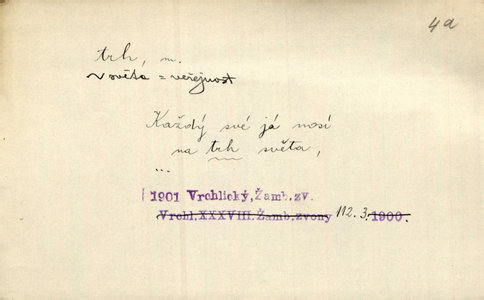 4a
trh, m.
v světa = veřejnost
Každý své já nosí
na trh světa,
...
1901 Vrchlický, Žamb.zv.
Vrchl.XXXVIII.Žamb.zvony 112.3.1900.